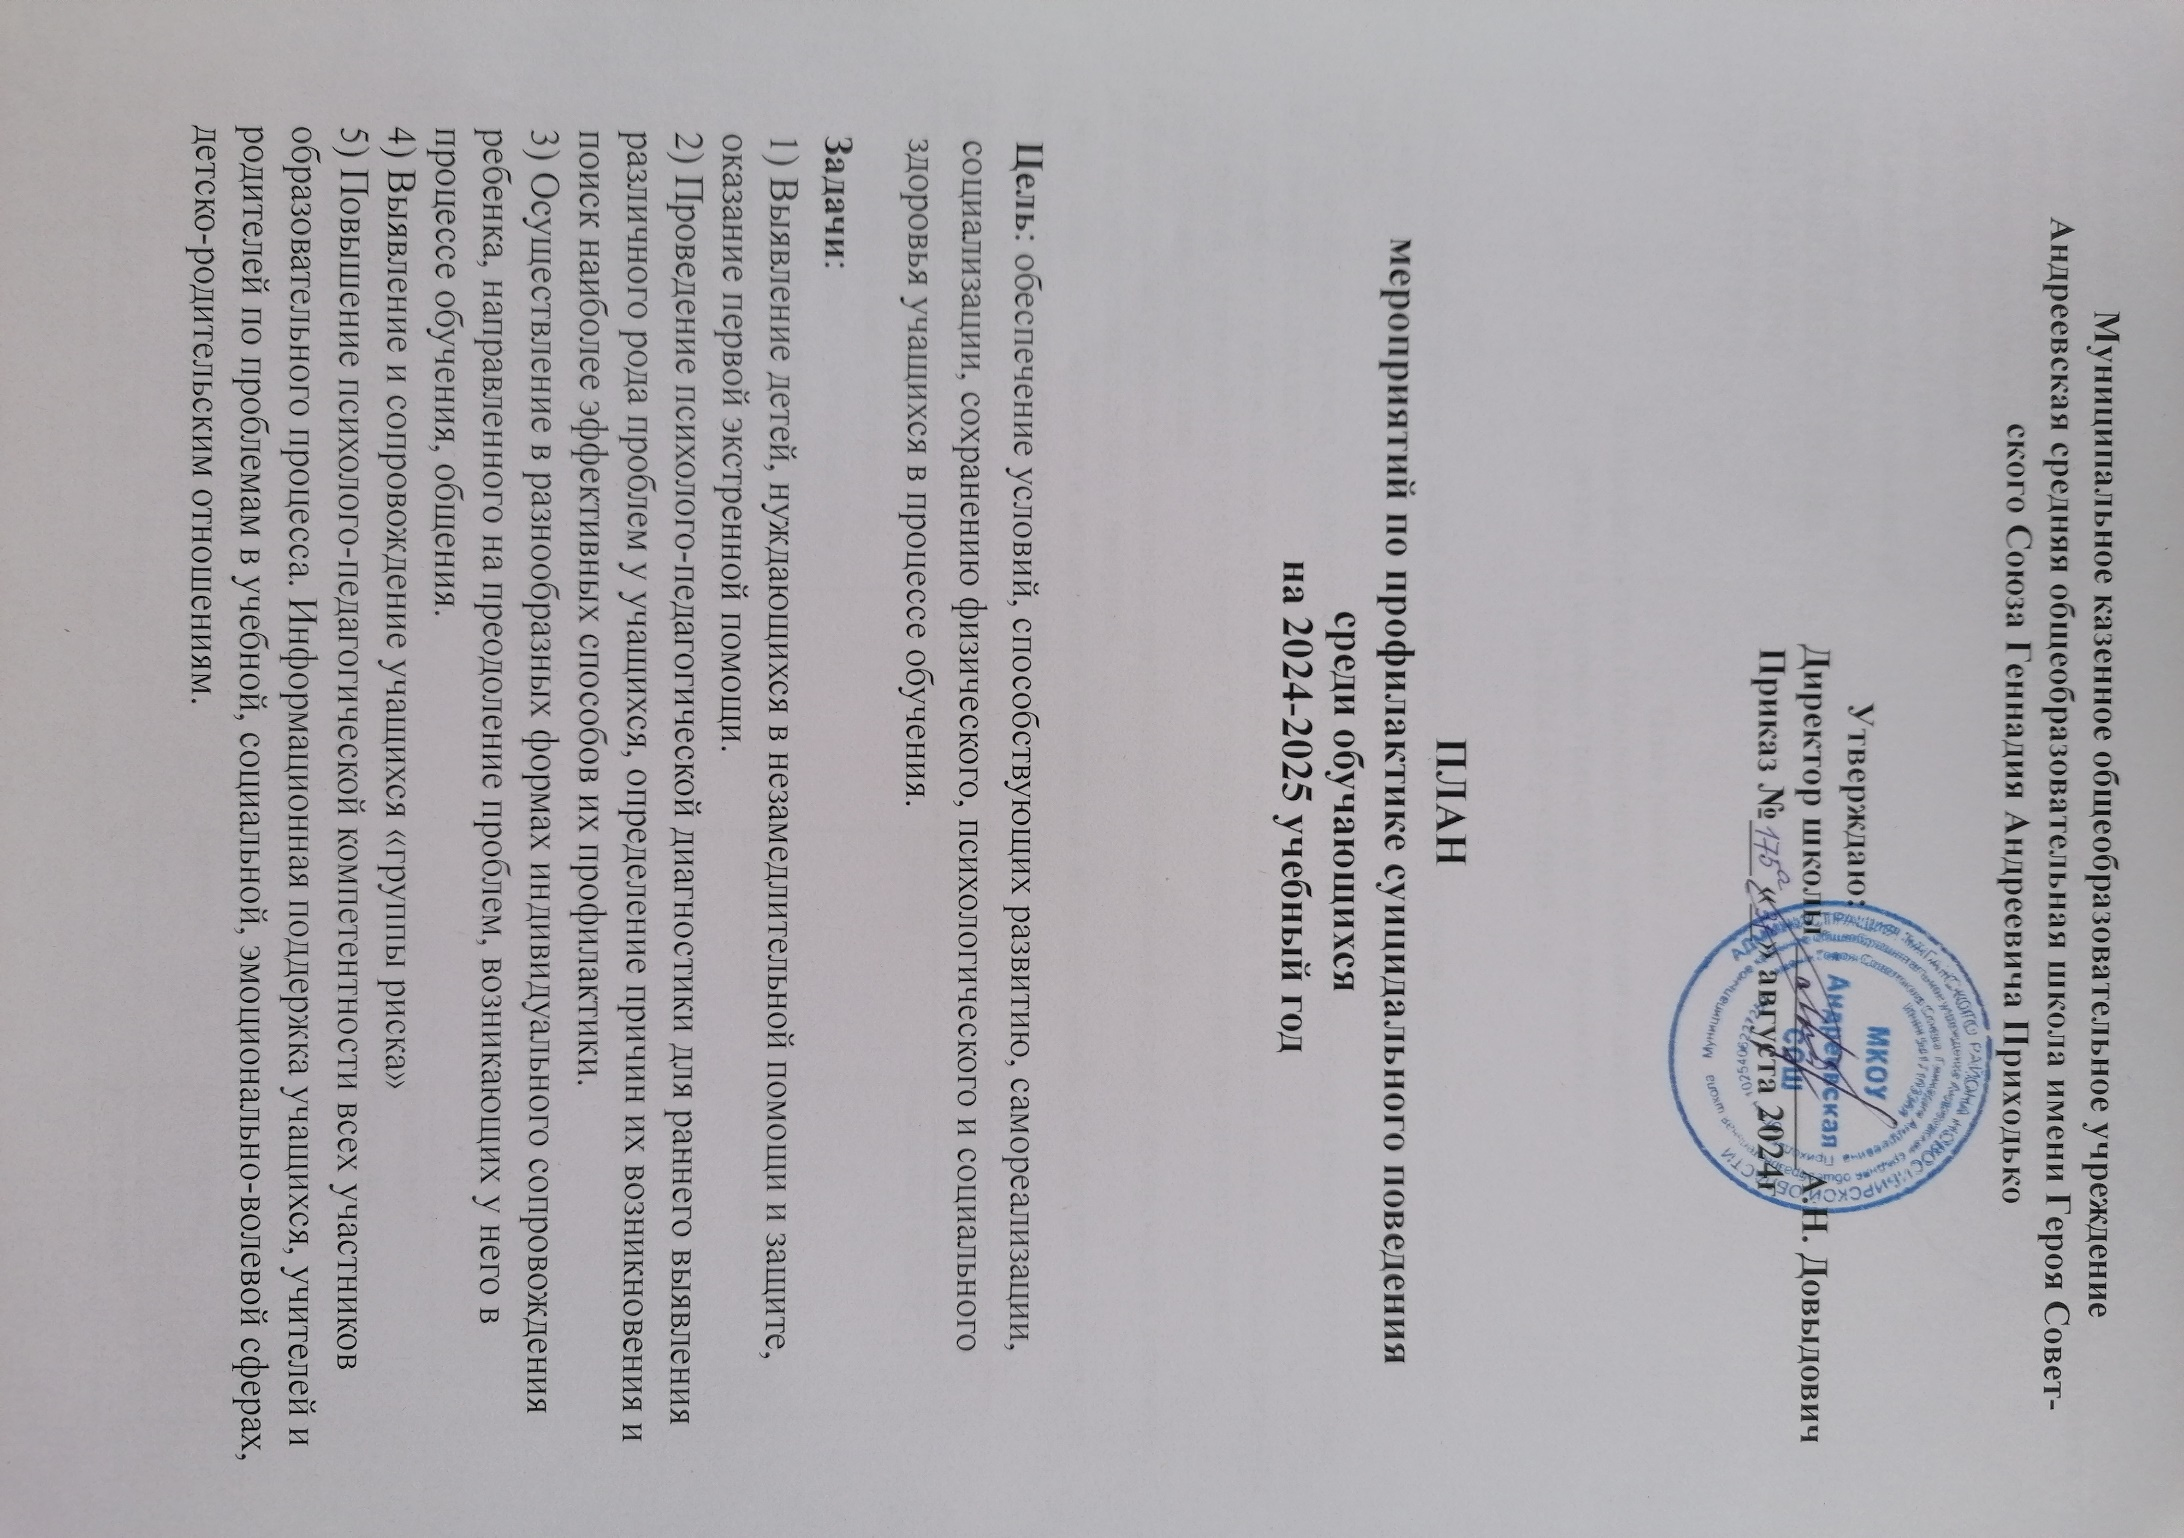 Муниципальное казенное общеобразовательное учреждение
Андреевская средняя общеобразовательная школа имени Героя Совет-
ского Союза Геннадия Андреевича Приходько
Утверждаю:
Директор школы А.Н. Довыдович
Приказ № 175а « » августа 2024г
МКОУ
Андреевская
СОШ
ПЛАН
мероприятий по профилактике суицидального поведения
среди обучающихся
на 2024-2025 учебный год
Цель: обеспечение условий, способствующих развитию, самореализации,
социализации, сохранению физического, психологического и социального
здоровья учащихся в процессе обучения.
Задачи:
1) Выявление детей, нуждающихся в незамедлительной помощи и защите,
оказание первой экстренной помощи.
2) Проведение психолого-педагогической диагностики для раннего выявления
различного рода проблем у учащихся, определение причин их возникновения и
поиск наиболее эффективных способов их профилактики.
3) Осуществление в разнообразных формах индивидуального сопровождения
ребенка, направленного на преодоление проблем, возникающих у него в
процессе обучения, общения.
4) Выявление и сопровождение учащихся «группы риска»
5) Повышение психолого-педагогической компетентности всех участников
образовательного процесса. Информационная поддержка учащихся, учителей и
родителей по проблемам в учебной, социальной, эмоционально-волевой сферах,
детско-родительским отношениям.